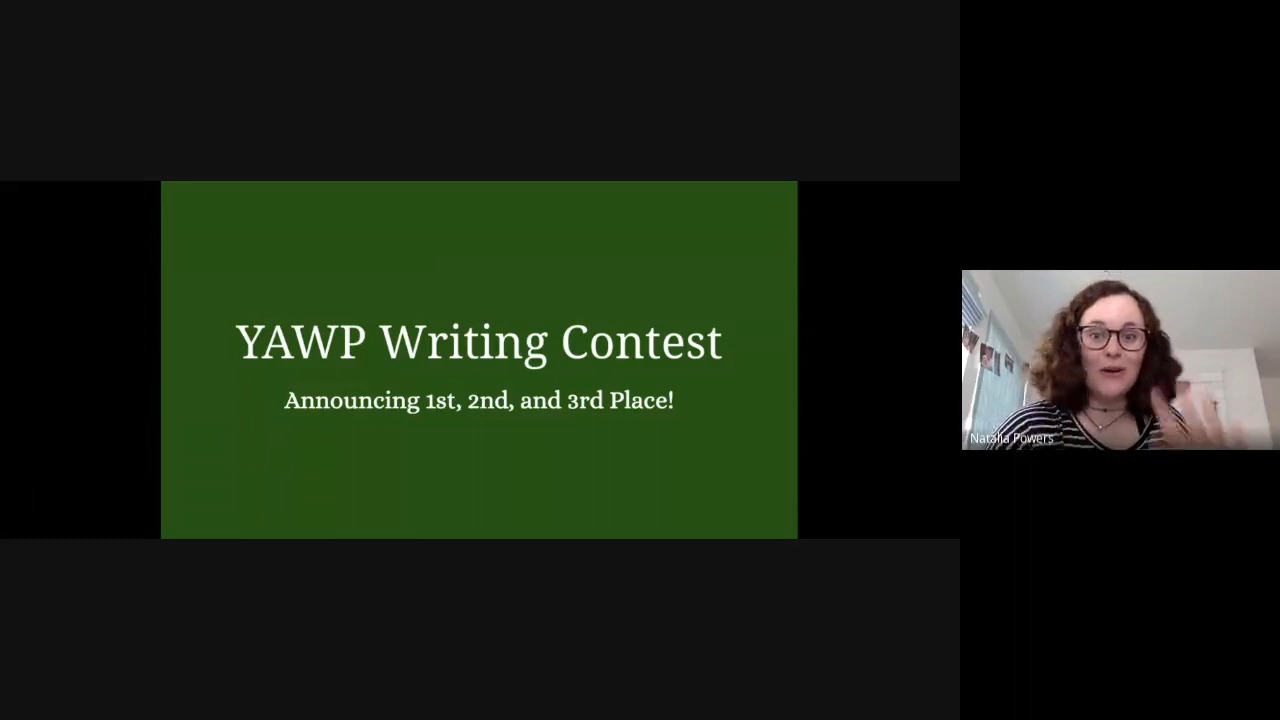 YAWP Writing Contest
Announcing 1st, 2nd, and 3rd Place!
Natalia Powers